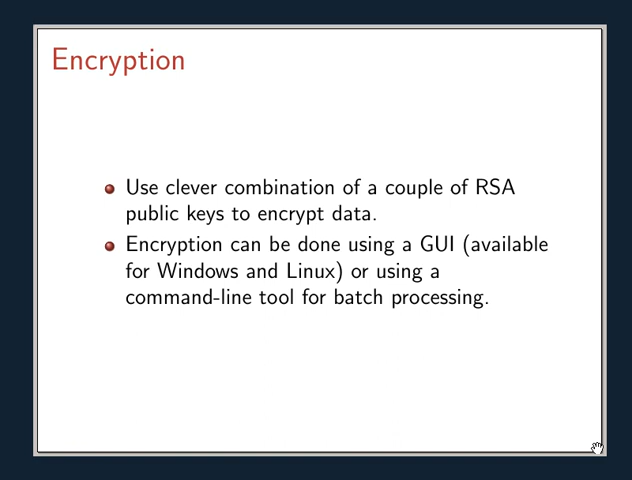 Encryption
Use clever combination of a couple of RSA
public keys to encrypt data.
Encryption can be done using a GUI (available
for Windows and Linux) or using a
command-line tool for batch processing.